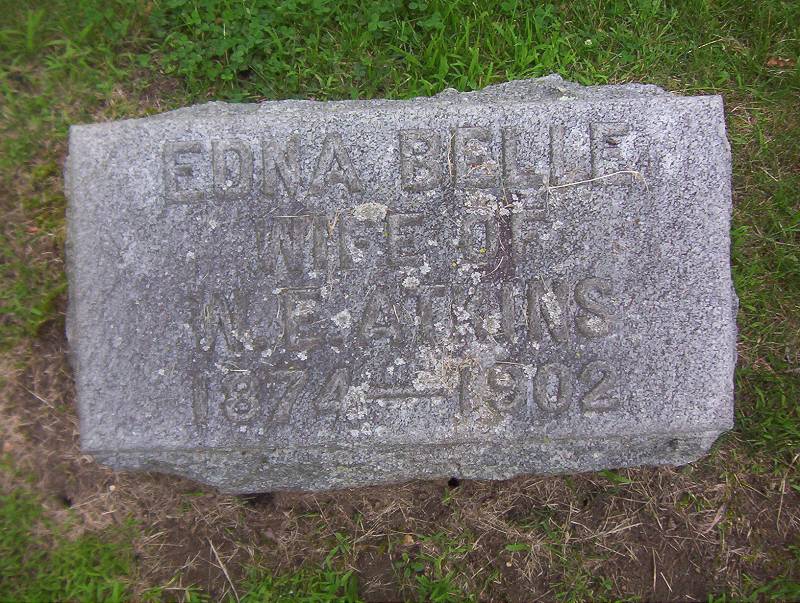 EDNA BELLE
WIFE OF
W. E. ATKINS
1874—1902